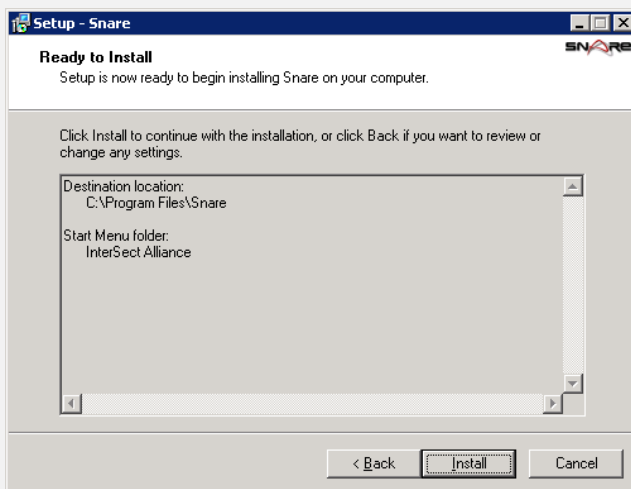 Setup - Snare
Ready to Install
SNARE
Setup is now ready to begin installing Snare on your computer.
Click Install to continue with the installation, or click Back if you want to review or
change any settings.
Destination location:
C:\Program Files\Snare
Start Menu folder:
InterSect Alliance
< Back
Install
Cancel